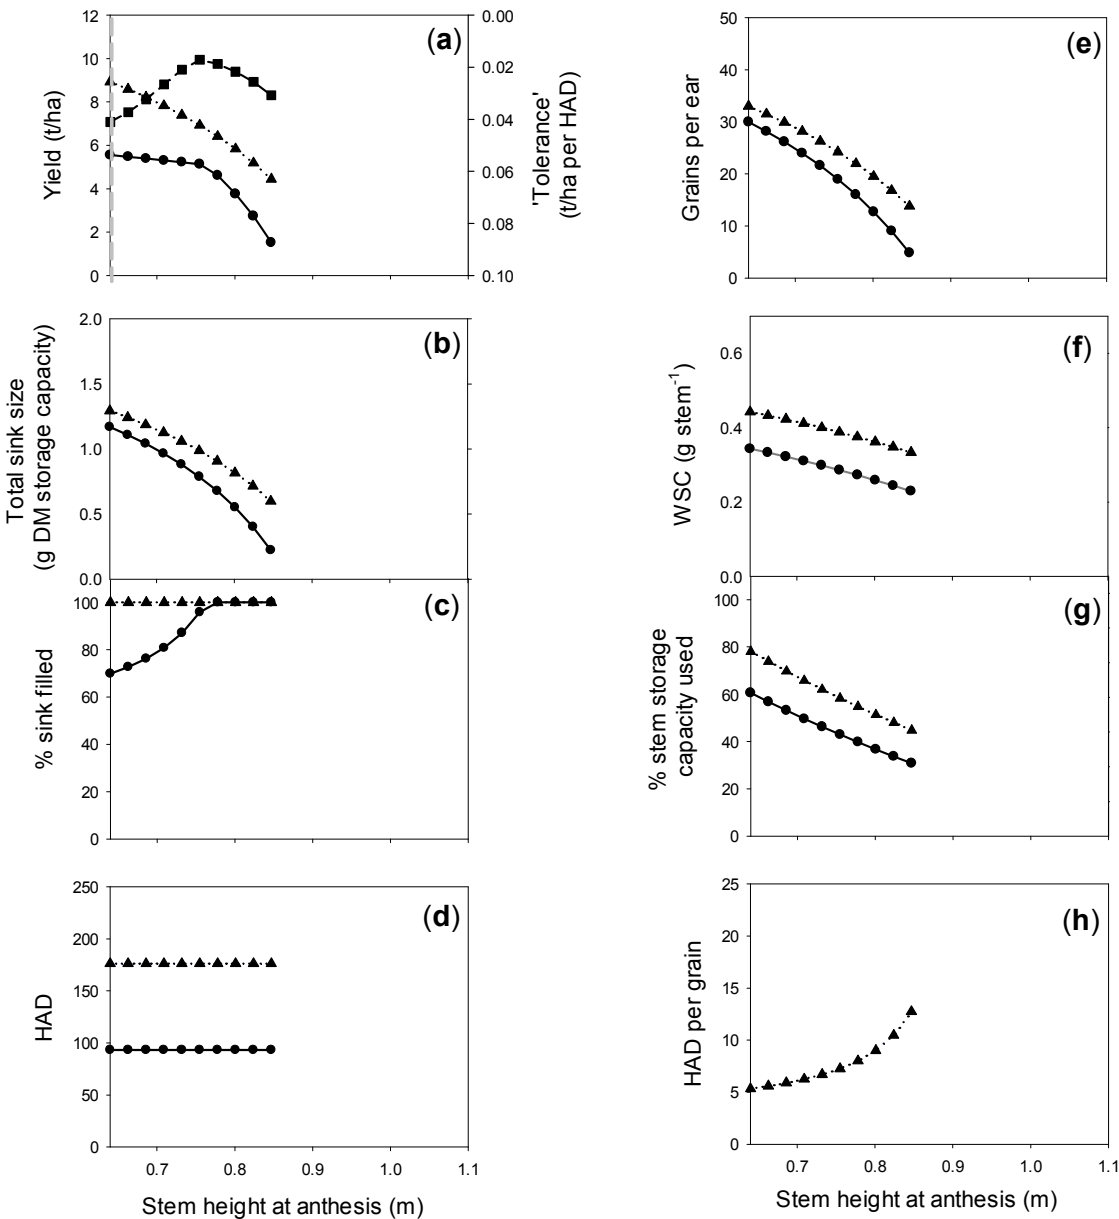 (a)
12
10
8
6
4
2
0
Yield (t/ha)
0.00
0.02
0.04
0.06
0.08
0.10
'Tolerance'
(t/ha per HAD)
(e)
50
40
30
20
10
0
Grains per ear
(b)
2.0
1.5
1.0
0.5
0.0
Total sink size
(g DM storage capacity)
(f)
0.6
0.4
0.2
0.0
WSC (g stem-1)
(c)
100
80
60
40
20
0
% sink filled
(g)
100
80
60
40
20
0
% stem storage
capacity used
(d)
250
200
150
100
50
0
HAD
0.7 0.8 0.9 1.0 1.1
Stem height at anthesis (m)
(h)
25
20
15
10
5
0
HAD per grain
0.7 0.8 0.9 1.0 1.1
Stem height at anthesis (m)